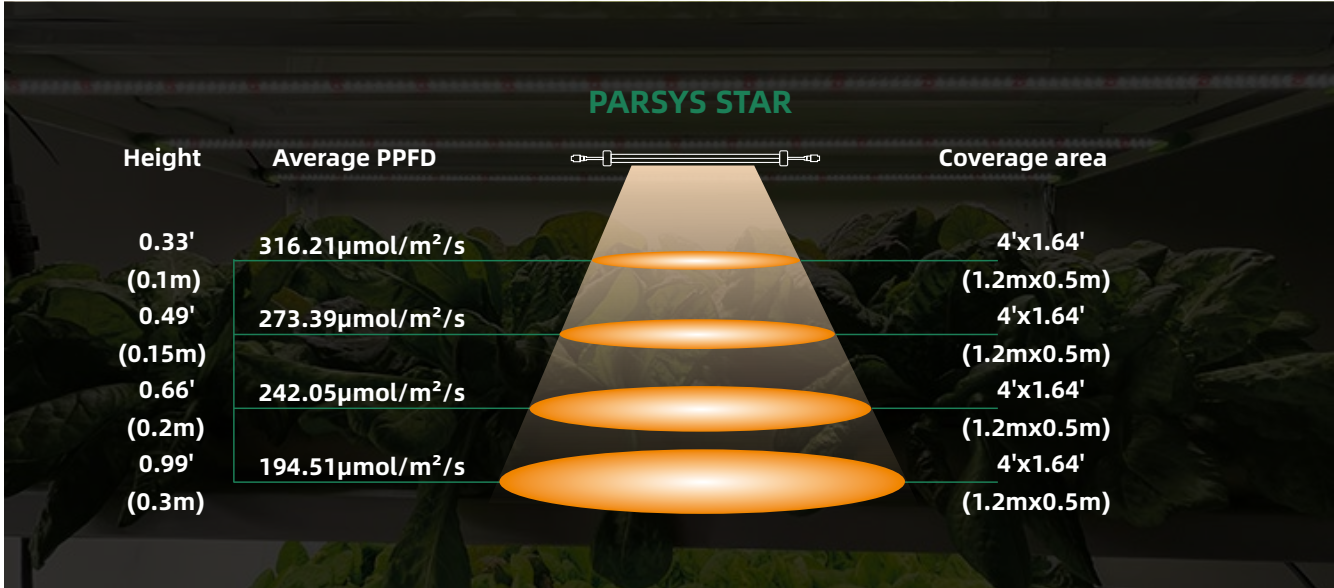 PARSYS STAR
Height Average PPFD Coverage area
0.33' 316.21μmol/m²/s 4'x1.64'
(0.1m) (1.2mx0.5m)
0.49' 273.39μmol/m²/s 4'x1.64'
(0.15m) (1.2mx0.5m)
0.66' 242.05μmol/m²/s 4'x1.64'
(0.2m) (1.2mx0.5m)
0.99' 194.51μmol/m²/s 4'x1.64'
(0.3m) (1.2mx0.5m)